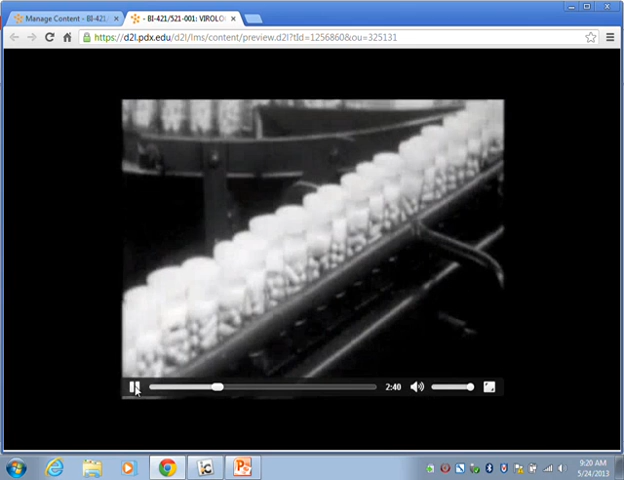 Manage Content - BI-421/
- BI-421/521-001: VIROLO
https://d2l.pdx.edu/d2l/lms/content/preview.d2l?tId=1256860&ou=325131
2:40
9:20 AM
5/24/2013